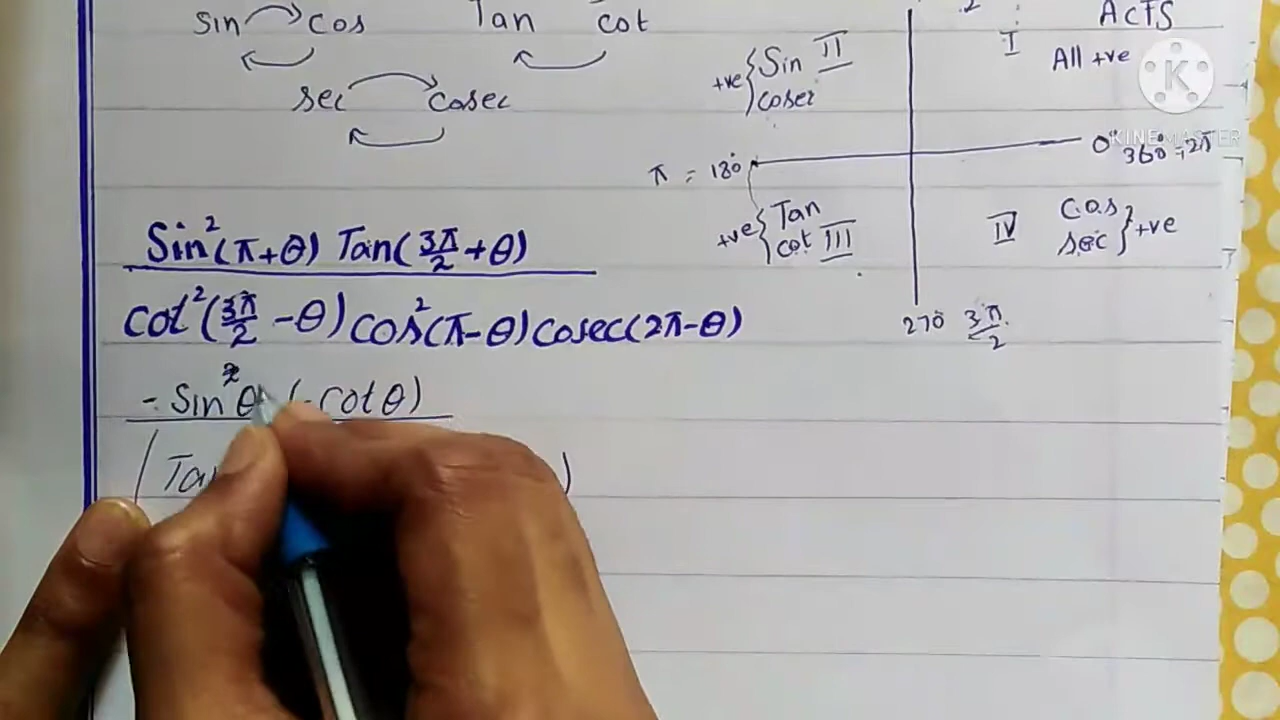 sin cos Tan cot
sec cosec
ACTS
I All +ve
+ve { Sin II
cosec
π = 180° 0° 360° = 2π
+ve { Tan
cot III
IV cos
sec } +ve
270° 3π/2
Sin²(π+θ) Tan(3π/2+θ)
cot²(3π/2-θ) cos²(π-θ) cosec(2π-θ)
- Sin²θ (-cotθ)
KINEMASTER